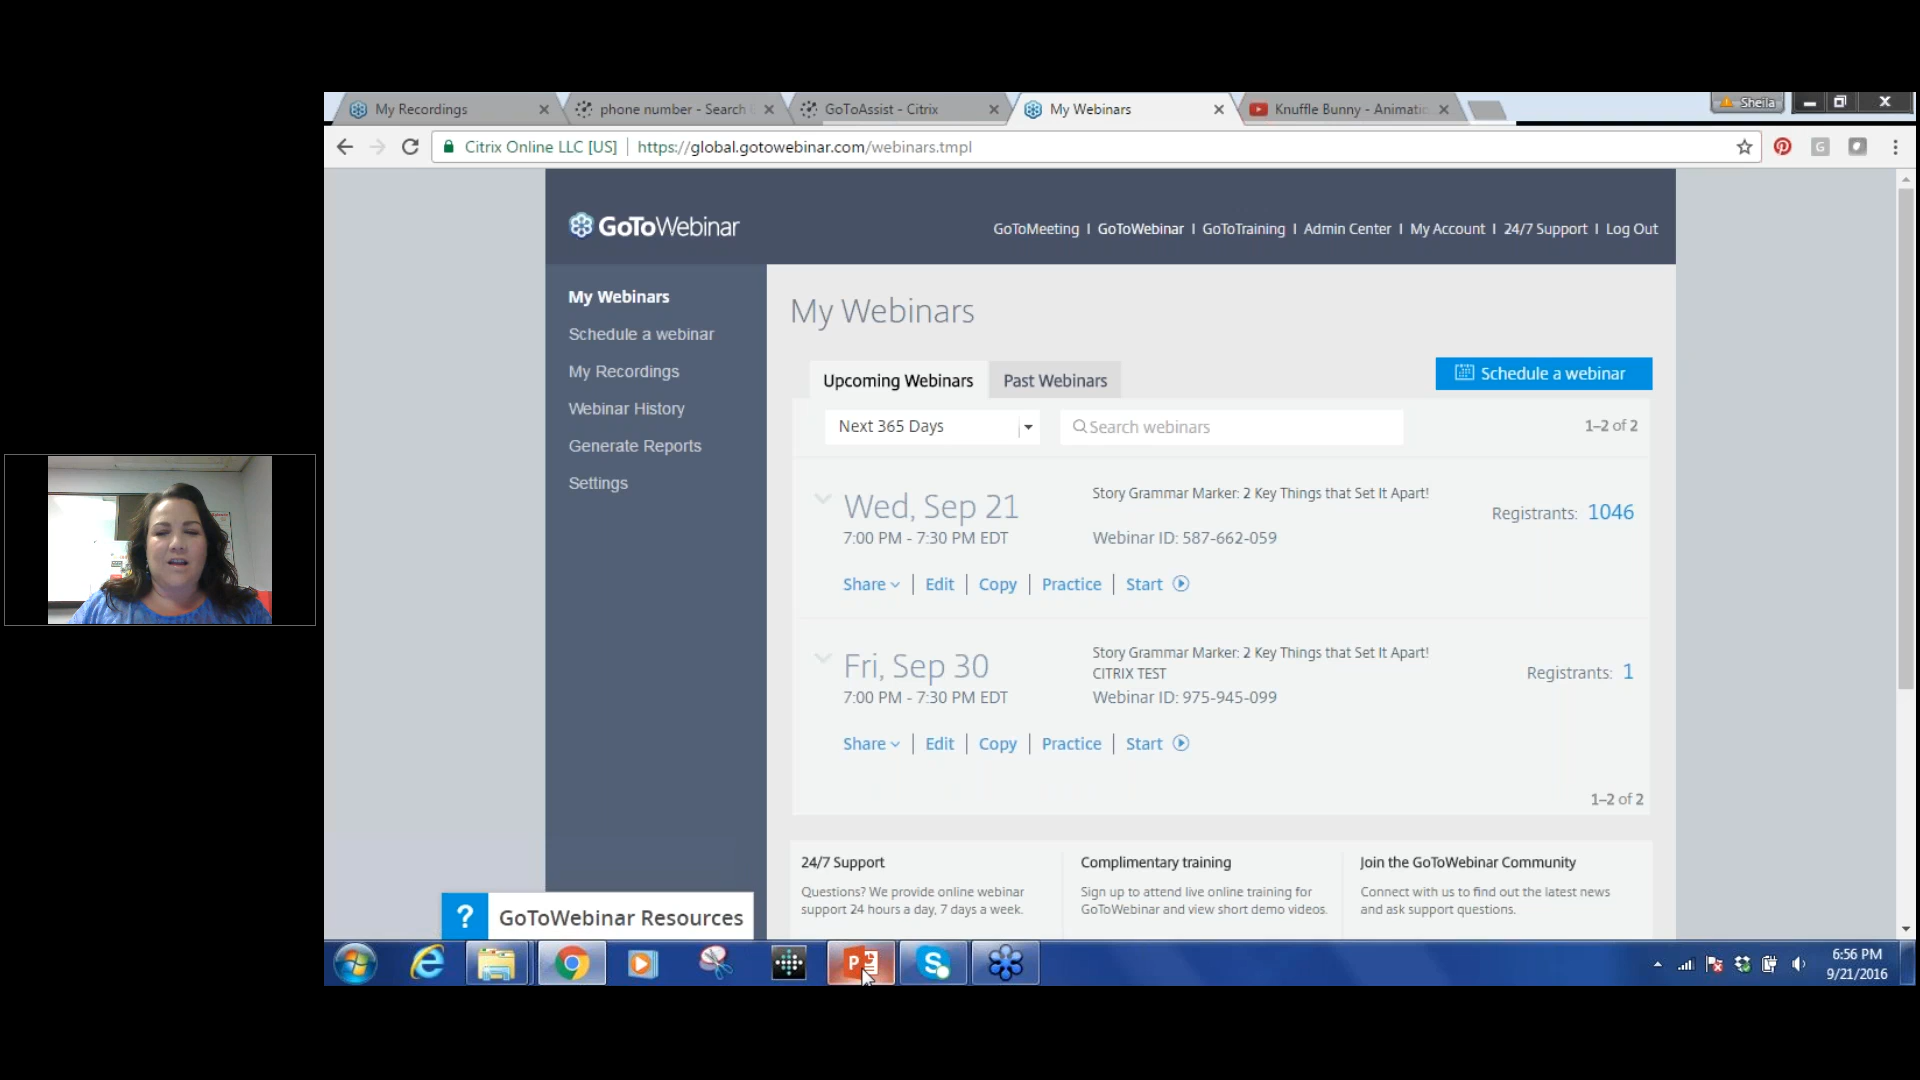 My Recordings
phone number - Search
GoToAssist - Citrix
My Webinars
Knuffle Bunny - Animatic
Sheila
Citrix Online LLC [US]
https://global.gotowebinar.com/webinars.tmpl
G
GoToWebinar
GoToMeeting | GoToWebinar | GoToTraining | Admin Center | My Account | 24/7 Support | Log Out
My Webinars
Schedule a webinar
My Recordings
Webinar History
Generate Reports
Settings
My Webinars
Upcoming Webinars
Past Webinars
Schedule a webinar
Next 365 Days
Search webinars
1–2 of 2
Wed, Sep 21
7:00 PM - 7:30 PM EDT
Story Grammar Marker: 2 Key Things that Set It Apart!
Webinar ID: 587-662-059
Registrants: 1046
Share | Edit | Copy | Practice | Start
Fri, Sep 30
7:00 PM - 7:30 PM EDT
Story Grammar Marker: 2 Key Things that Set It Apart!
CITRIX TEST
Webinar ID: 975-945-099
Registrants: 1
Share | Edit | Copy | Practice | Start
1–2 of 2
24/7 Support
Questions? We provide online webinar
support 24 hours a day, 7 days a week.
Complimentary training
Sign up to attend live online training for
GoToWebinar and view short demo videos.
Join the GoToWebinar Community
Connect with us to find out the latest news
and ask support questions.
? GoToWebinar Resources
6:56 PM
9/21/2016